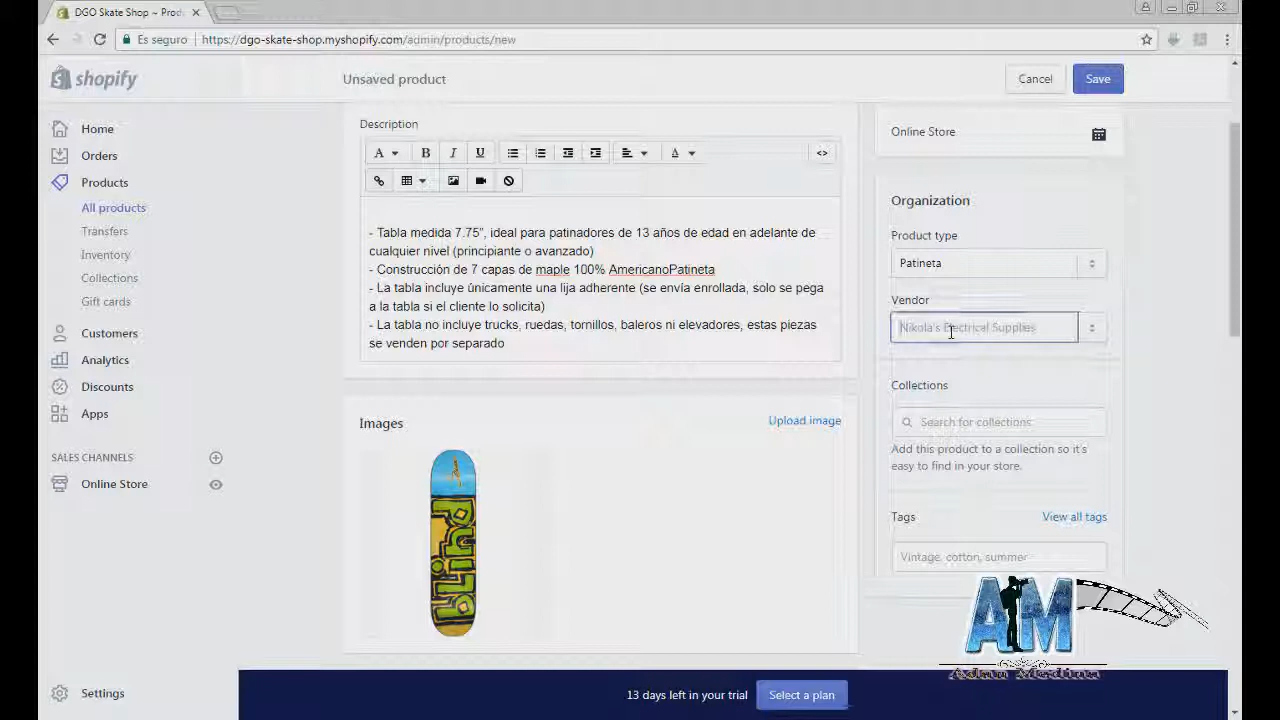 DGO Skate Shop ~ Prod
Es seguro
https://dgo-skate-shop.myshopify.com/admin/products/new
shopify
Unsaved product
Cancel
Save
Home
Orders
Products
All products
Transfers
Inventory
Collections
Gift cards
Customers
Analytics
Discounts
Apps
SALES CHANNELS
Online Store
Settings
Description
A
B
I
U
A
<>
- Tabla medida 7.75", ideal para patinadores de 13 años de edad en adelante de
cualquier nivel (principiante o avanzado)
- Construcción de 7 capas de maple 100% AmericanoPatineta
- La tabla incluye únicamente una lija adherente (se envía enrollada, solo se pega
a la tabla si el cliente lo solicita)
- La tabla no incluye trucks, ruedas, tornillos, baleros ni elevadores, estas piezas
se venden por separado
Images
Upload image
Online Store
Organization
Product type
Patineta
Vendor
Nikola's Electrical Supplies
Collections
Search for collections
Add this product to a collection so it's
easy to find in your store.
Tags
View all tags
Vintage, cotton, summer
AM
Adan Medina
13 days left in your trial
Select a plan